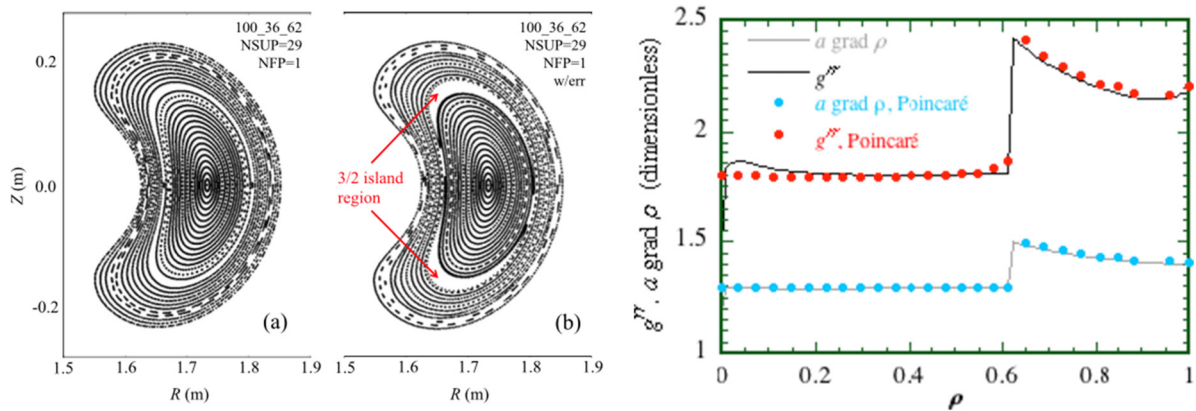 100_36_62
NSUP=29
NFP=1
(a)
0.2
0.0
-0.2
Z (m)
1.5
1.6
1.7
1.8
1.9
R (m)
100_36_62
NSUP=29
NFP=1
w/err
3/2 island
region
(b)
1.5
1.6
1.7
1.8
1.9
R (m)
2.5
2
1.5
1
g^rr, a grad ρ (dimensionless)
a grad ρ
g^rr
a grad ρ, Poincaré
g^rr, Poincaré
0
0.2
0.4
0.6
0.8
1
ρ